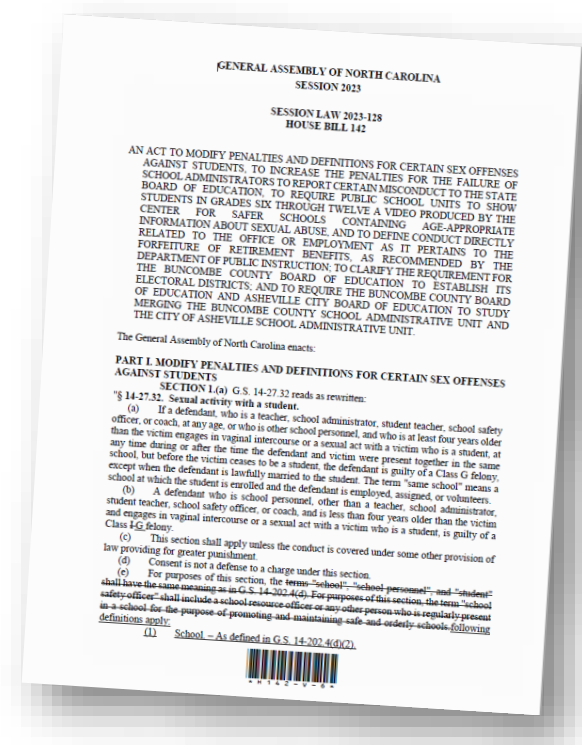 GENERAL ASSEMBLY OF NORTH CAROLINA
SESSION 2023
SESSION LAW 2023-128
HOUSE BILL 142
AN ACT TO MODIFY PENALTIES AND DEFINITIONS FOR CERTAIN SEX OFFENSES
AGAINST STUDENTS, TO INCREASE THE PENALTIES FOR THE FAILURE OF
SCHOOL ADMINISTRATORS TO REPORT CERTAIN MISCONDUCT TO THE STATE
BOARD OF EDUCATION, TO REQUIRE PUBLIC SCHOOL UNITS TO SHOW
STUDENTS IN GRADES SIX THROUGH TWELVE A VIDEO PRODUCED BY THE
CENTER FOR SAFER SCHOOLS CONTAINING AGE-APPROPRIATE
INFORMATION ABOUT SEXUAL ABUSE, AND TO DEFINE CONDUCT DIRECTLY
RELATED TO THE OFFICE OR EMPLOYMENT AS IT PERTAINS TO THE
FORFEITURE OF RETIREMENT BENEFITS, AS RECOMMENDED BY THE
DEPARTMENT OF PUBLIC INSTRUCTION; TO CLARIFY THE REQUIREMENT FOR
THE BUNCOMBE COUNTY BOARD OF EDUCATION TO ESTABLISH ITS
ELECTORAL DISTRICTS; AND TO REQUIRE THE BUNCOMBE COUNTY BOARD
OF EDUCATION AND ASHEVILLE CITY BOARD OF EDUCATION TO STUDY
MERGING THE BUNCOMBE COUNTY SCHOOL ADMINISTRATIVE UNIT AND
THE CITY OF ASHEVILLE SCHOOL ADMINISTRATIVE UNIT.
The General Assembly of North Carolina enacts:
PART I. MODIFY PENALTIES AND DEFINITIONS FOR CERTAIN SEX OFFENSES
AGAINST STUDENTS
SECTION 1.(a) G.S. 14-27.32 reads as rewritten:
"§ 14-27.32. Sexual activity with a student.
(a) If a defendant, who is a teacher, school administrator, student teacher, school safety
officer, or coach, at any age, or who is other school personnel, and who is at least four years older
than the victim engages in vaginal intercourse or a sexual act with a victim who is a student, at
any time during or after the time the defendant and victim were present together in the same
school, but before the victim ceases to be a student, the defendant is guilty of a Class G felony,
except when the defendant is lawfully married to the student. The term "same school" means a
school at which the student is enrolled and the defendant is employed, assigned, or volunteers.
(b) A defendant who is school personnel, other than a teacher, school administrator,
student teacher, school safety officer, or coach, and is less than four years older than the victim
and engages in vaginal intercourse or a sexual act with a victim who is a student, is guilty of a
Class I G felony.
(c) This section shall apply unless the conduct is covered under some other provision of
law providing for greater punishment.
(d) Consent is not a defense to a charge under this section.
(e) For purposes of this section, the terms "school", "school personnel", and "student"
shall have the same meaning as in G.S. 14-202.4(d). For purposes of this section, the term "school
safety officer" shall include a school resource officer or any other person who is regularly present
in a school for the purpose of promoting and maintaining safe and orderly schools. following
definitions apply:
(1) School. – As defined in G.S. 14-202.4(d)(2).
* H 1 4 2 - V - 6 *